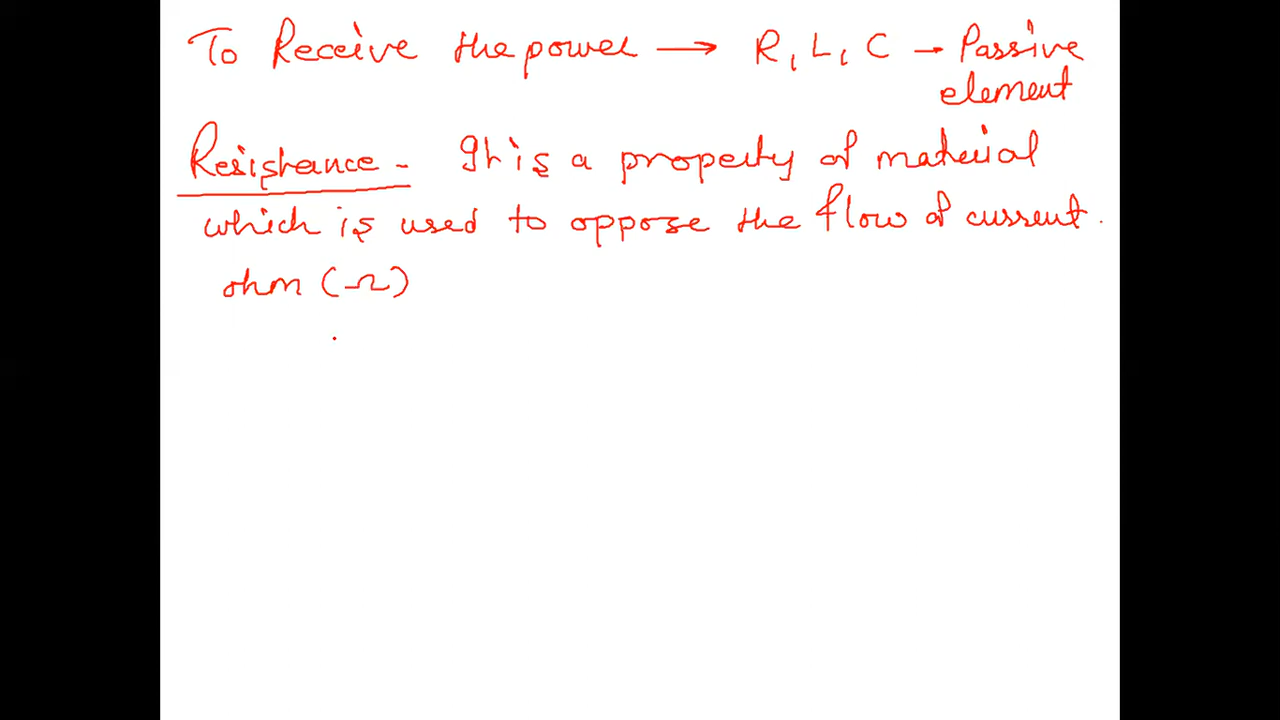 To Receive the power → R, L, C → Passive
element
Resistance - It is a property of material
which is used to oppose the flow of current.
ohm (Ω)